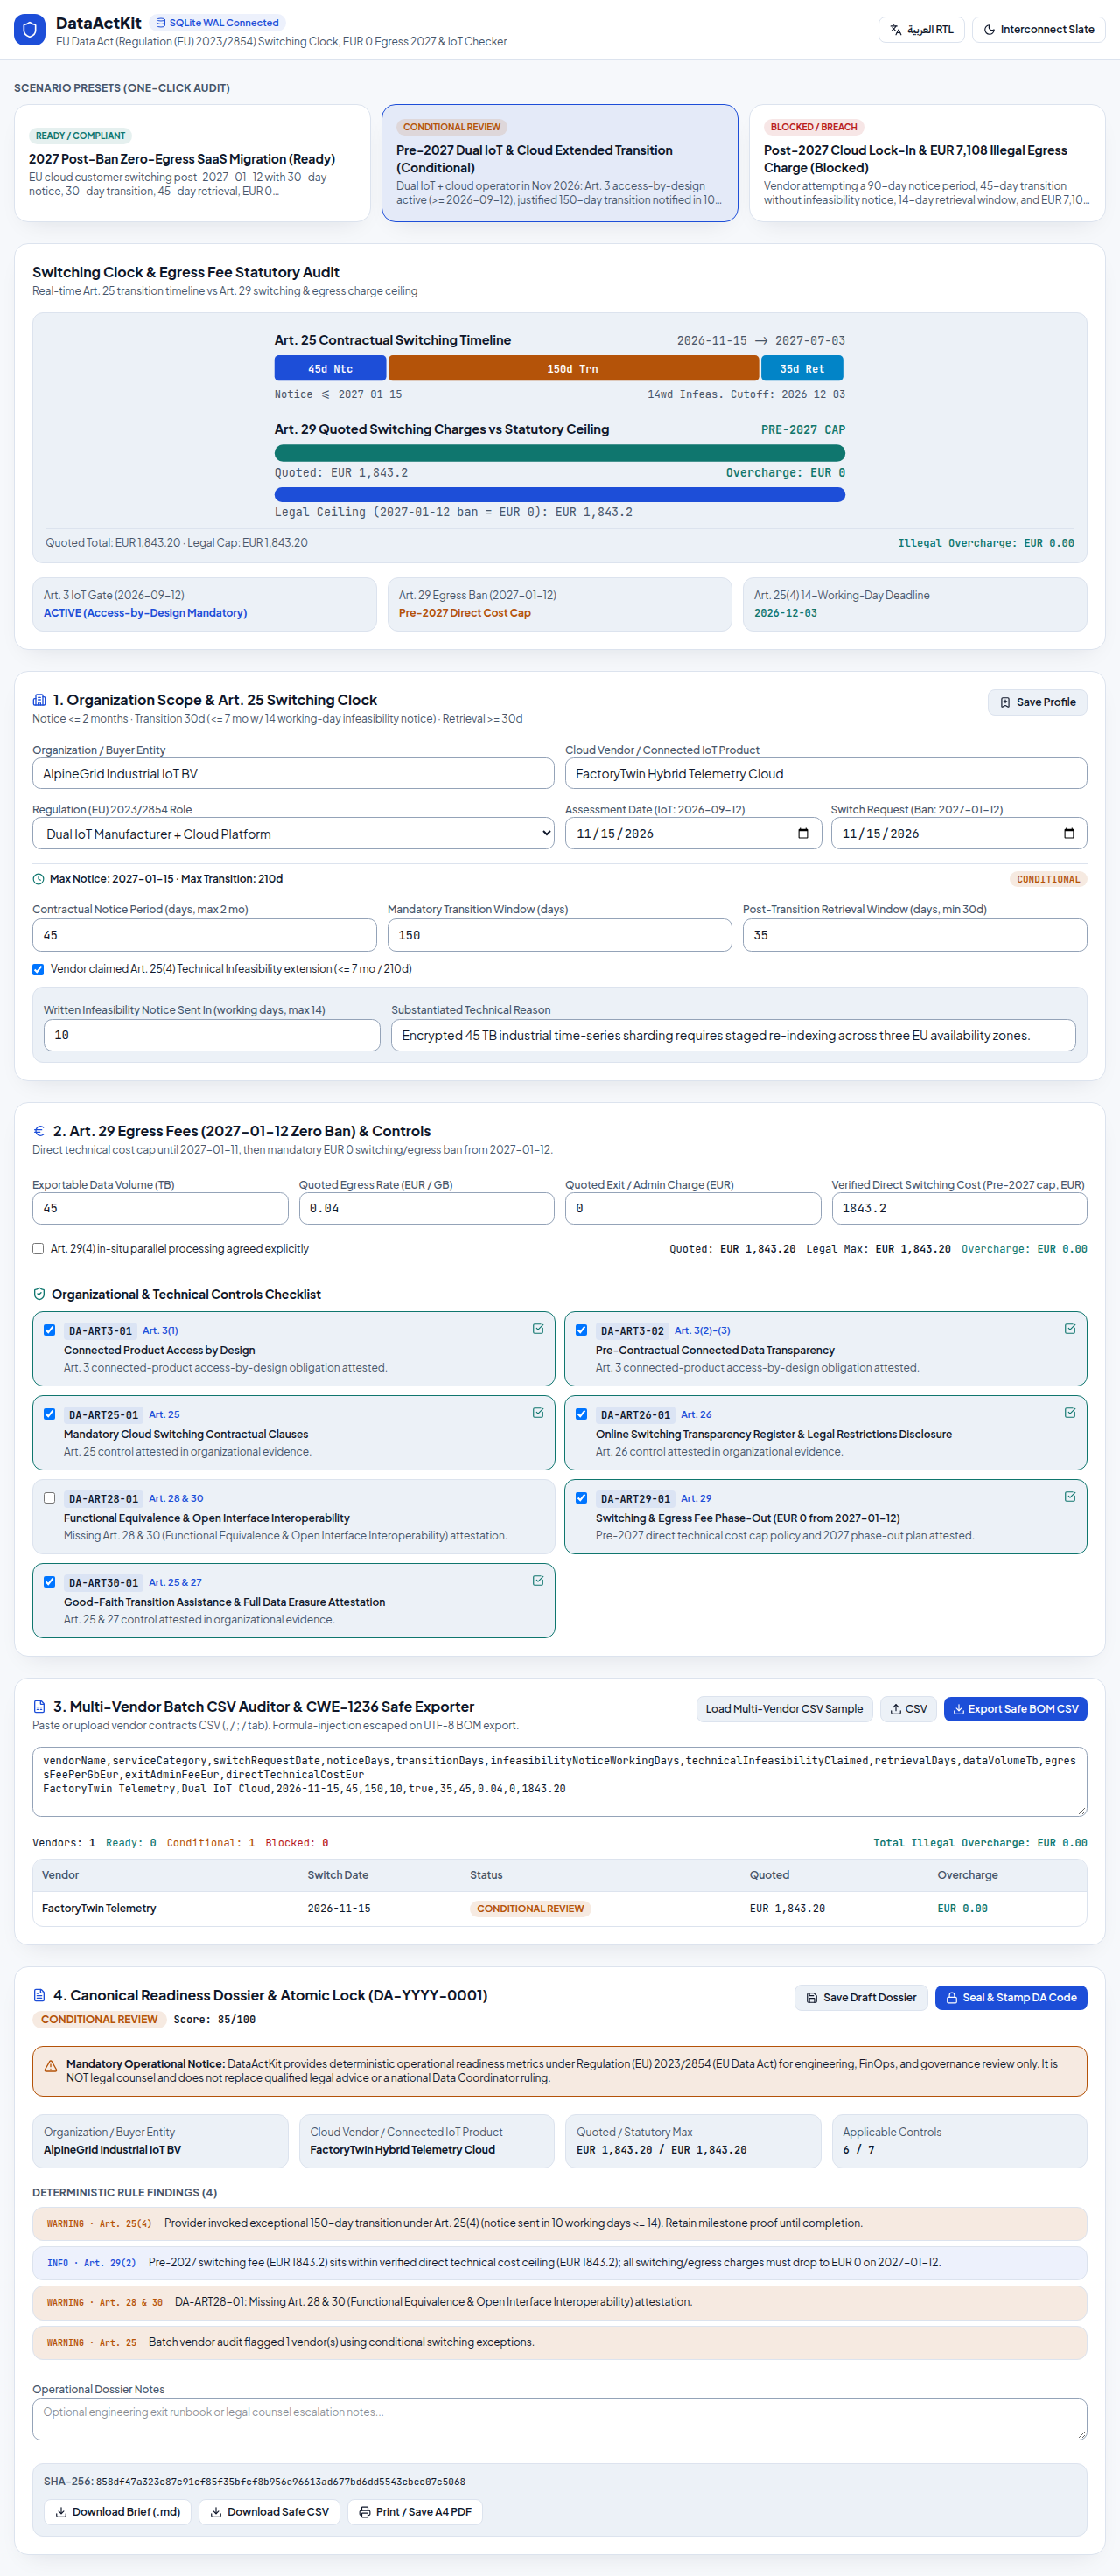 DataActKit
SQLite WAL Connected
EU Data Act (Regulation (EU) 2023/2854) Switching Clock, EUR 0 Egress 2027 & IoT Checker
العربية RTL
Interconnect Slate
SCENARIO PRESETS (ONE-CLICK AUDIT)
READY / COMPLIANT
2027 Post-Ban Zero-Egress SaaS Migration (Ready)
EU cloud customer switching post-2027-01-12 with 30-day
notice, 30-day transition, 45-day retrieval, EUR 0...
CONDITIONAL REVIEW
Pre-2027 Dual IoT & Cloud Extended Transition
(Conditional)
Dual IoT + cloud operator in Nov 2026: Art. 3 access-by-design
active (>= 2026-09-12), justified 150-day transition notified in 10...
BLOCKED / BREACH
Post-2027 Cloud Lock-In & EUR 7,108 Illegal Egress
Charge (Blocked)
Vendor attempting a 90-day notice period, 45-day transition
without infeasibility notice, 14-day retrieval window, and EUR 7,10...
Switching Clock & Egress Fee Statutory Audit
Real-time Art. 25 transition timeline vs Art. 29 switching & egress charge ceiling
Art. 25 Contractual Switching Timeline
2026-11-15 → 2027-07-03
45d Ntc
150d Trn
35d Ret
Notice ≤ 2027-01-15
14wd Infeas. Cutoff: 2026-12-03
Art. 29 Quoted Switching Charges vs Statutory Ceiling
PRE-2027 CAP
Quoted: EUR 1,843.2
Overcharge: EUR 0
Legal Ceiling (2027-01-12 ban = EUR 0): EUR 1,843.2
Quoted Total: EUR 1,843.20 · Legal Cap: EUR 1,843.20
Illegal Overcharge: EUR 0.00
Art. 3 IoT Gate (2026-09-12)
ACTIVE (Access-by-Design Mandatory)
Art. 29 Egress Ban (2027-01-12)
Pre-2027 Direct Cost Cap
Art. 25(4) 14-Working-Day Deadline
2026-12-03
1. Organization Scope & Art. 25 Switching Clock
Notice <= 2 months · Transition 30d (<= 7 mo w/ 14 working-day infeasibility notice) · Retrieval >= 30d
Save Profile
Organization / Buyer Entity
AlpineGrid Industrial IoT BV
Cloud Vendor / Connected IoT Product
FactoryTwin Hybrid Telemetry Cloud
Regulation (EU) 2023/2854 Role
Dual IoT Manufacturer + Cloud Platform
Assessment Date (IoT: 2026-09-12)
11/15/2026
Switch Request (Ban: 2027-01-12)
11/15/2026
Max Notice: 2027-01-15 · Max Transition: 210d
CONDITIONAL
Contractual Notice Period (days, max 2 mo)
45
Mandatory Transition Window (days)
150
Post-Transition Retrieval Window (days, min 30d)
35
Vendor claimed Art. 25(4) Technical Infeasibility extension (<= 7 mo / 210d)
Written Infeasibility Notice Sent In (working days, max 14)
10
Substantiated Technical Reason
Encrypted 45 TB industrial time-series sharding requires staged re-indexing across three EU availability zones.
2. Art. 29 Egress Fees (2027-01-12 Zero Ban) & Controls
Direct technical cost cap until 2027-01-11, then mandatory EUR 0 switching/egress ban from 2027-01-12.
Exportable Data Volume (TB)
45
Quoted Egress Rate (EUR / GB)
0.04
Quoted Exit / Admin Charge (EUR)
0
Verified Direct Switching Cost (Pre-2027 cap, EUR)
1843.2
Art. 29(4) in-situ parallel processing agreed explicitly
Quoted: EUR 1,843.20 Legal Max: EUR 1,843.20 Overcharge: EUR 0.00
Organizational & Technical Controls Checklist
DA-ART3-01 Art. 3(1)
Connected Product Access by Design
Art. 3 connected-product access-by-design obligation attested.
DA-ART3-02 Art. 3(2)-(3)
Pre-Contractual Connected Data Transparency
Art. 3 connected-product access-by-design obligation attested.
DA-ART25-01 Art. 25
Mandatory Cloud Switching Contractual Clauses
Art. 25 control attested in organizational evidence.
DA-ART26-01 Art. 26
Online Switching Transparency Register & Legal Restrictions Disclosure
Art. 26 control attested in organizational evidence.
DA-ART28-01 Art. 28 & 30
Functional Equivalence & Open Interface Interoperability
Missing Art. 28 & 30 (Functional Equivalence & Open Interface Interoperability) attestation.
DA-ART29-01 Art. 29
Switching & Egress Fee Phase-Out (EUR 0 from 2027-01-12)
Pre-2027 direct technical cost cap policy and 2027 phase-out plan attested.
DA-ART30-01 Art. 25 & 27
Good-Faith Transition Assistance & Full Data Erasure Attestation
Art. 25 & 27 control attested in organizational evidence.
3. Multi-Vendor Batch CSV Auditor & CWE-1236 Safe Exporter
Paste or upload vendor contracts CSV (, / ; / tab). Formula-injection escaped on UTF-8 BOM export.
Load Multi-Vendor CSV Sample
CSV
Export Safe BOM CSV
vendorName,serviceCategory,switchRequestDate,noticeDays,transitionDays,infeasibilityNoticeWorkingDays,technicalInfeasibilityClaimed,retrievalDays,dataVolumeTb,egres
sFeePerGbEur,exitAdminFeeEur,directTechnicalCostEur
FactoryTwin Telemetry,Dual IoT Cloud,2026-11-15,45,150,10,true,35,45,0.04,0,1843.20
Vendors: 1 Ready: 0 Conditional: 1 Blocked: 0
Total Illegal Overcharge: EUR 0.00
Vendor Switch Date Status Quoted Overcharge
FactoryTwin Telemetry 2026-11-15 CONDITIONAL REVIEW EUR 1,843.20 EUR 0.00
4. Canonical Readiness Dossier & Atomic Lock (DA-YYYY-0001)
CONDITIONAL REVIEW Score: 85/100
Save Draft Dossier
Seal & Stamp DA Code
Mandatory Operational Notice: DataActKit provides deterministic operational readiness metrics under Regulation (EU) 2023/2854 (EU Data Act) for engineering, FinOps, and governance review only. It is
NOT legal counsel and does not replace qualified legal advice or a national Data Coordinator ruling.
Organization / Buyer Entity
AlpineGrid Industrial IoT BV
Cloud Vendor / Connected IoT Product
FactoryTwin Hybrid Telemetry Cloud
Quoted / Statutory Max
EUR 1,843.20 / EUR 1,843.20
Applicable Controls
6 / 7
DETERMINISTIC RULE FINDINGS (4)
WARNING · Art. 25(4) Provider invoked exceptional 150-day transition under Art. 25(4) (notice sent in 10 working days <= 14). Retain milestone proof until completion.
INFO · Art. 29(2) Pre-2027 switching fee (EUR 1843.2) sits within verified direct technical cost ceiling (EUR 1843.2); all switching/egress charges must drop to EUR 0 on 2027-01-12.
WARNING · Art. 28 & 30 DA-ART28-01: Missing Art. 28 & 30 (Functional Equivalence & Open Interface Interoperability) attestation.
WARNING · Art. 25 Batch vendor audit flagged 1 vendor(s) using conditional switching exceptions.
Operational Dossier Notes
Optional engineering exit runbook or legal counsel escalation notes...
SHA-256: 858df47a323c87c91cf85f35bfcf8b956e96613ad677bd6dd5543cbcc07c5068
Download Brief (.md)
Download Safe CSV
Print / Save A4 PDF